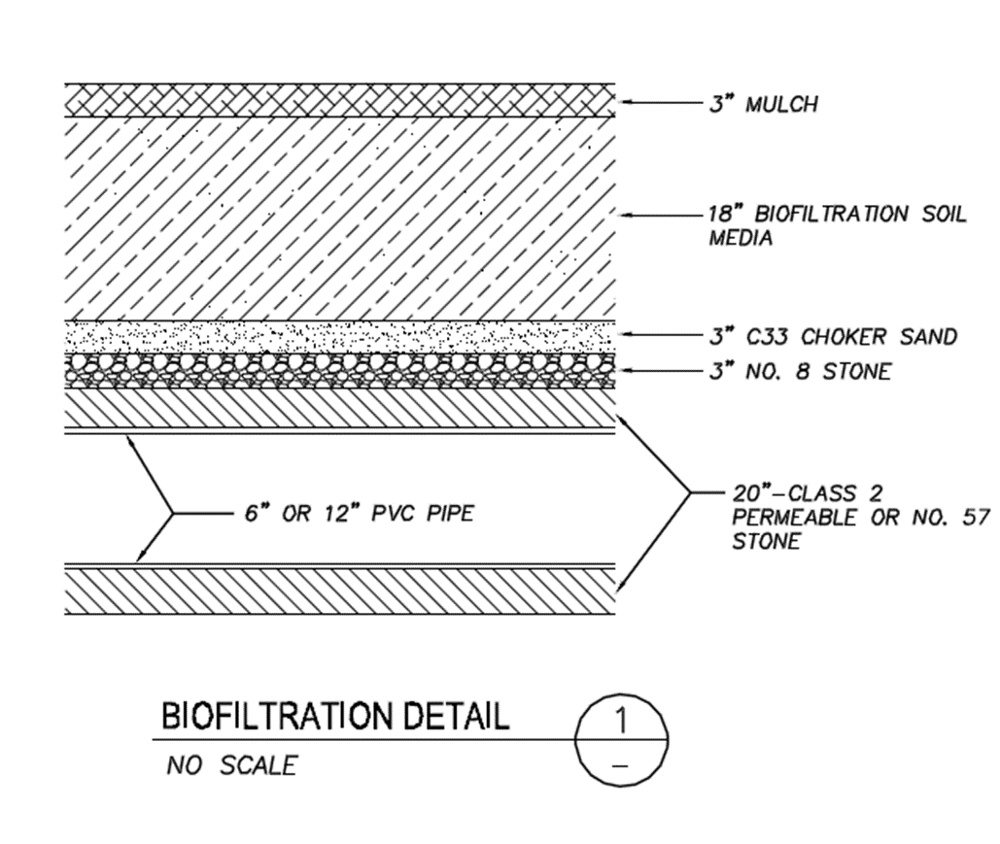 3" MULCH
18" BIOFILTRATION SOIL
MEDIA
3" C33 CHOKER SAND
3" NO. 8 STONE
20"-CLASS 2
PERMEABLE OR NO. 57
STONE
6" OR 12" PVC PIPE
BIOFILTRATION DETAIL
NO SCALE
1
–